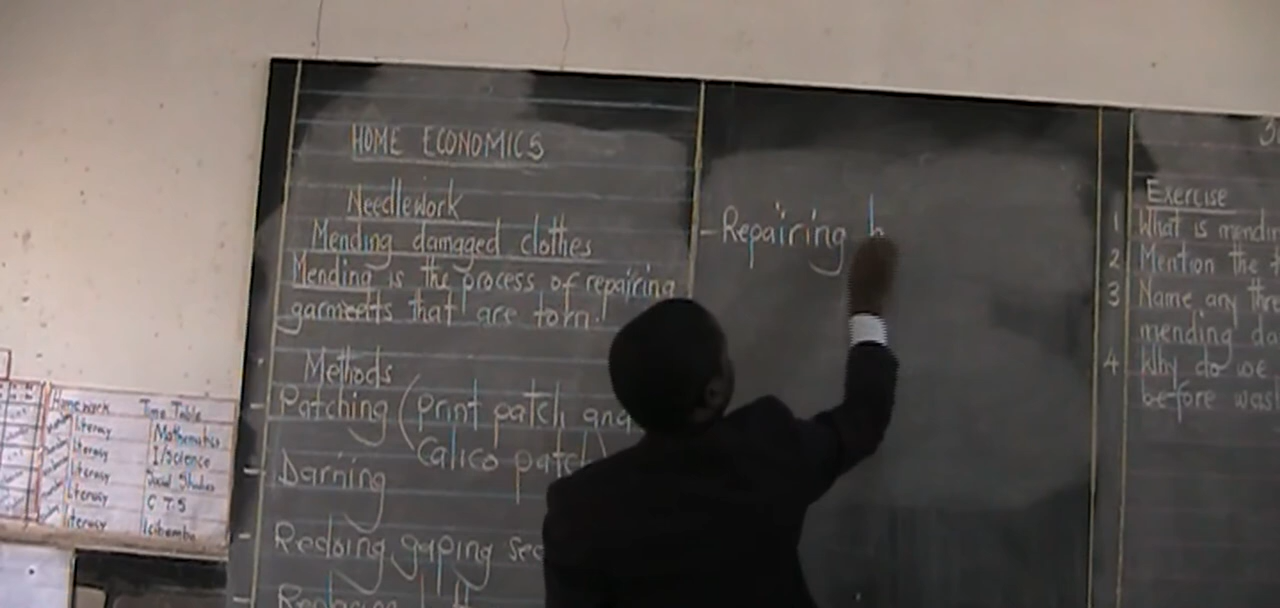 HOME ECONOMICS
Needlework
Mending damaged clothes
Mending is the process of repairing
garments that are torn.
Methods
- Patching (Print patch and
Calico patch)
- Darning
- Redoing gaping
-
- Repairing
Exercise
1 What is
2 Mention the
3 Name any
mending
4 Why do we
before
Homework Time Table
Literacy Mathematics
Literacy I/Science
Literacy Social Studies
Literacy C.T.S
Literacy Icibemba